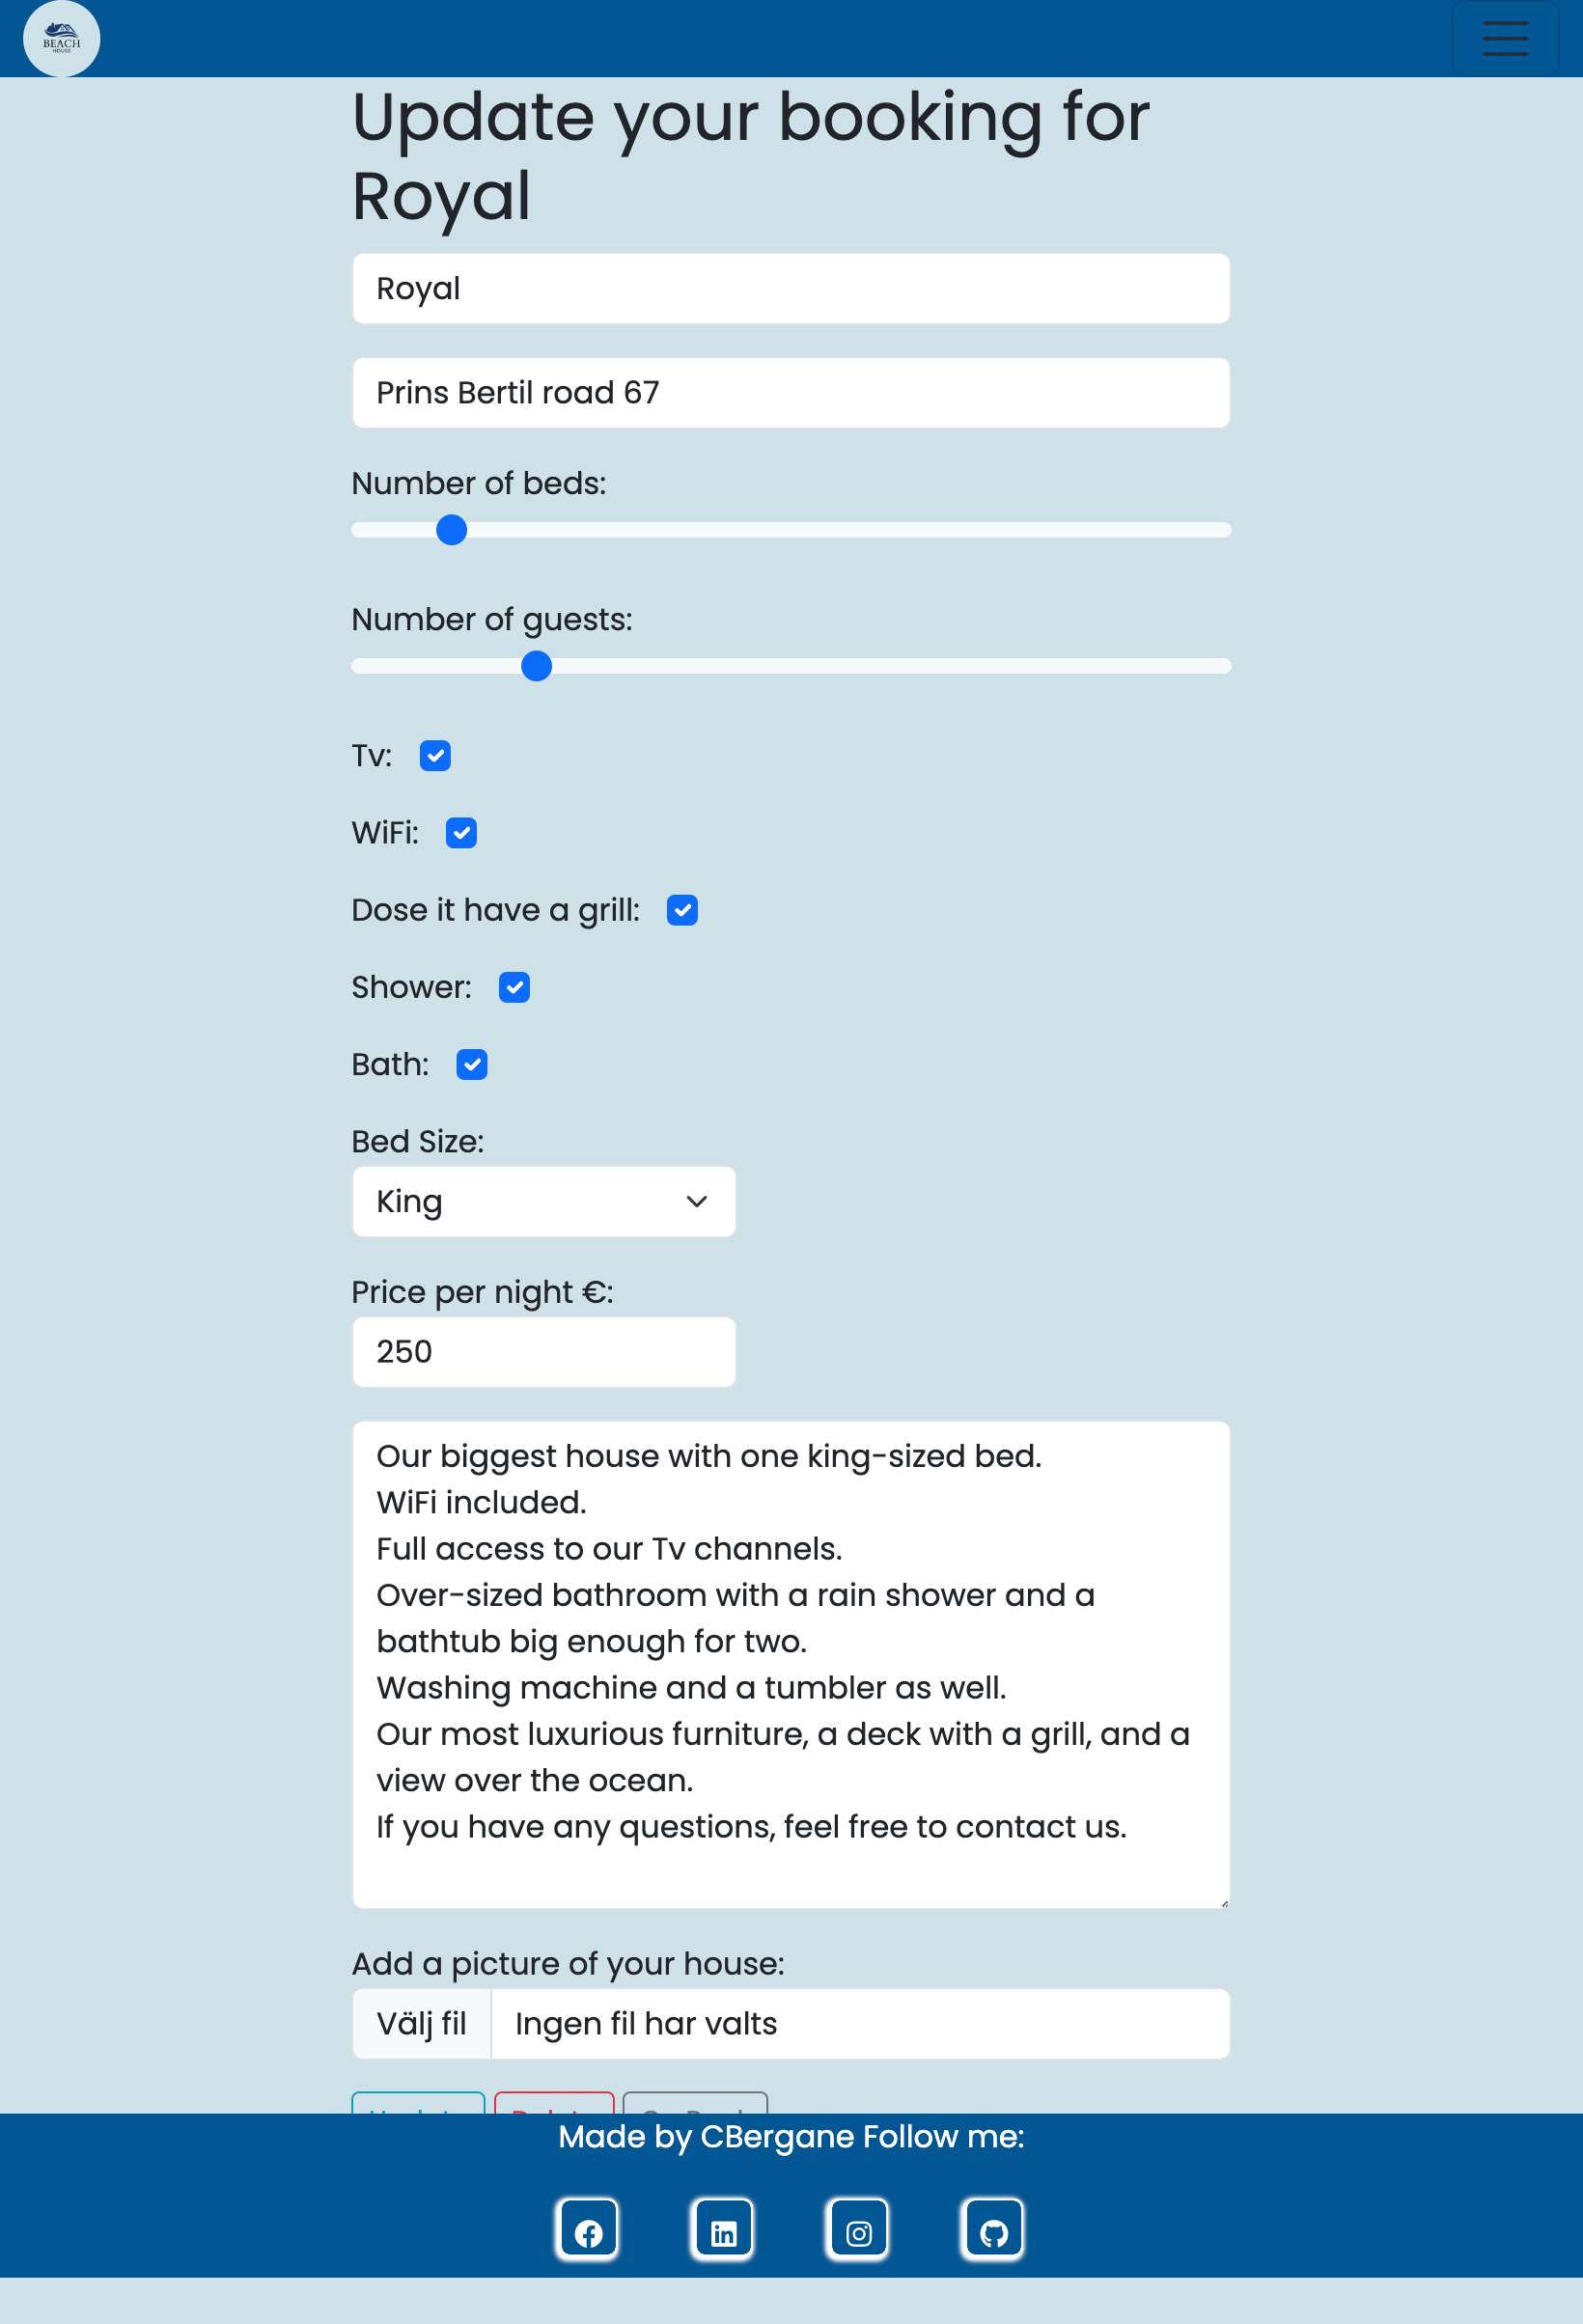 BEACH
HOUSE
Update your booking for
Royal
Royal
Prins Bertil road 67
Number of beds:
Number of guests:
Tv:
WiFi:
Dose it have a grill:
Shower:
Bath:
Bed Size:
King
Price per night €:
250
Our biggest house with one king-sized bed.
WiFi included.
Full access to our Tv channels.
Over-sized bathroom with a rain shower and a
bathtub big enough for two.
Washing machine and a tumbler as well.
Our most luxurious furniture, a deck with a grill, and a
view over the ocean.
If you have any questions, feel free to contact us.
Add a picture of your house:
Välj fil Ingen fil har valts
Made by CBergane Follow me: